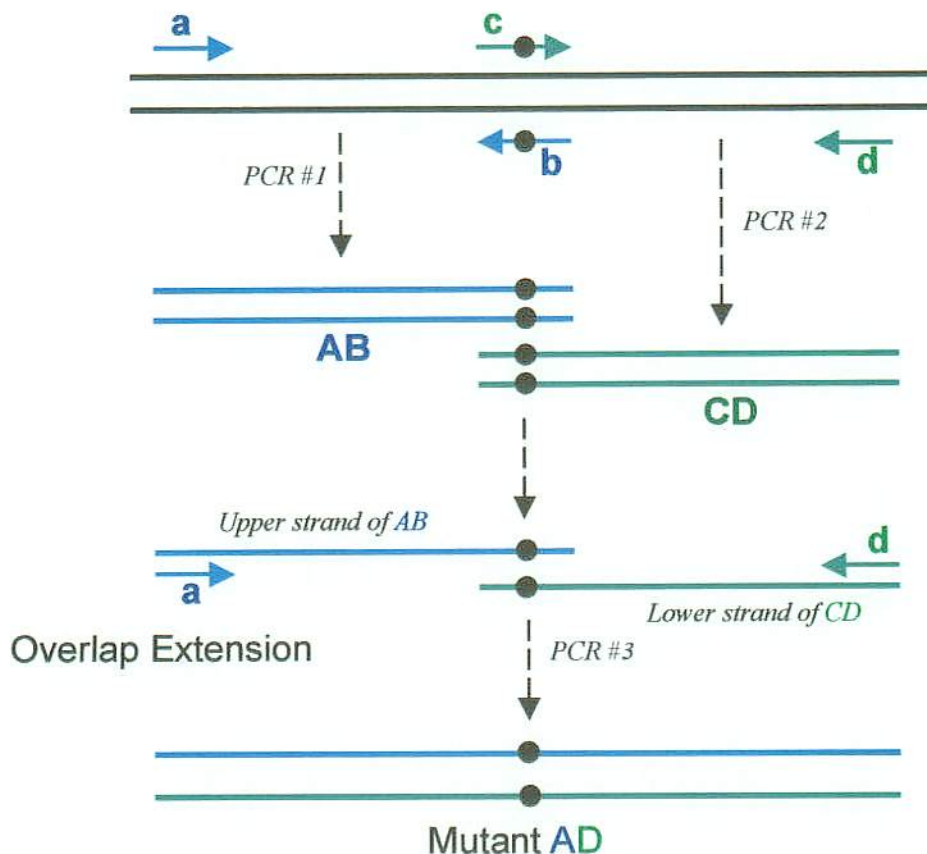 a
c
b
d
PCR #1
PCR #2
AB
CD
Upper strand of AB
d
a
Lower strand of CD
Overlap Extension
PCR #3
Mutant AD